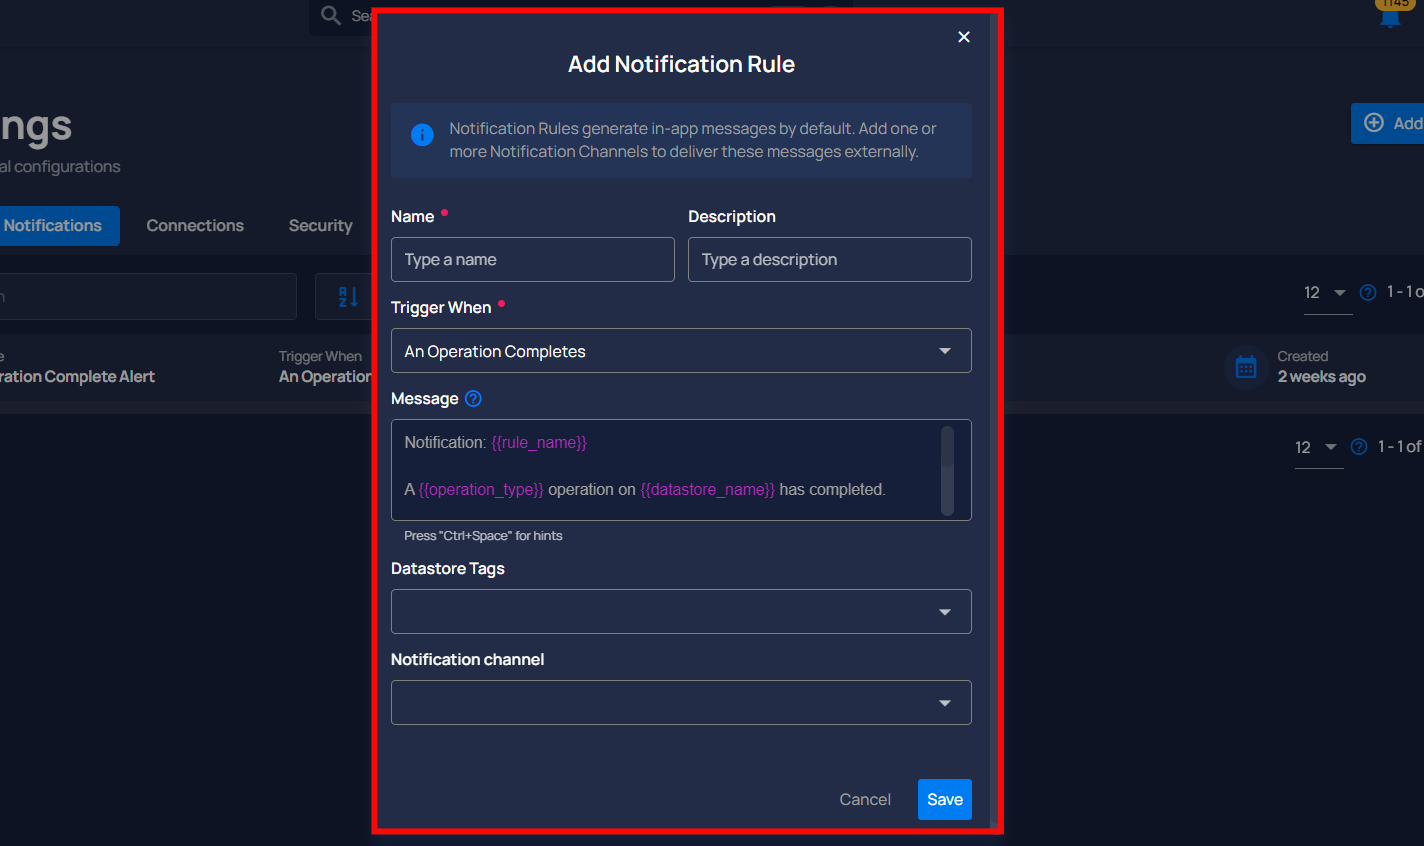 1145
Sea
Add Notification Rule
Notification Rules generate in-app messages by default. Add one or
more Notification Channels to deliver these messages externally.
ngs
al configurations
Add
Notifications Connections Security
Name
Description
Type a name
Type a description
Trigger When
An Operation Completes
12
1 - 1 o
e
ration Complete Alert
Trigger When
An Operation
Created
2 weeks ago
Message
Notification: {{rule_name}}
A {{operation_type}} operation on {{datastore_name}} has completed.
Press "Ctrl+Space" for hints
12
1 - 1 of
Datastore Tags
Notification channel
Cancel
Save